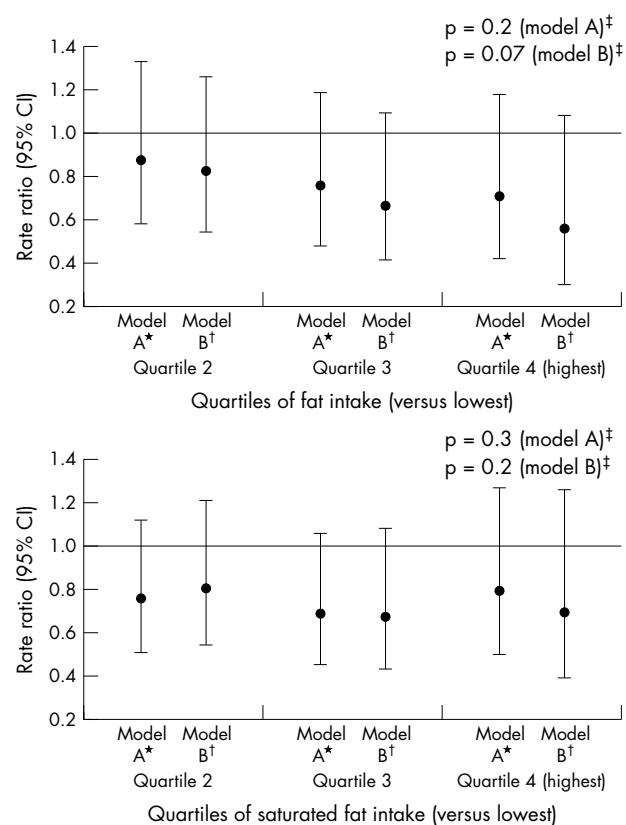 p = 0.2 (model A)‡
p = 0.07 (model B)‡
Rate ratio (95% CI)
1.4
1.2
1.0
0.8
0.6
0.4
0.2
Model Model Model Model Model Model
A★ B† A★ B† A★ B†
Quartile 2 Quartile 3 Quartile 4 (highest)
Quartiles of fat intake (versus lowest)
p = 0.3 (model A)‡
p = 0.2 (model B)‡
Rate ratio (95% CI)
1.4
1.2
1.0
0.8
0.6
0.4
0.2
Model Model Model Model Model Model
A★ B† A★ B† A★ B†
Quartile 2 Quartile 3 Quartile 4 (highest)
Quartiles of saturated fat intake (versus lowest)